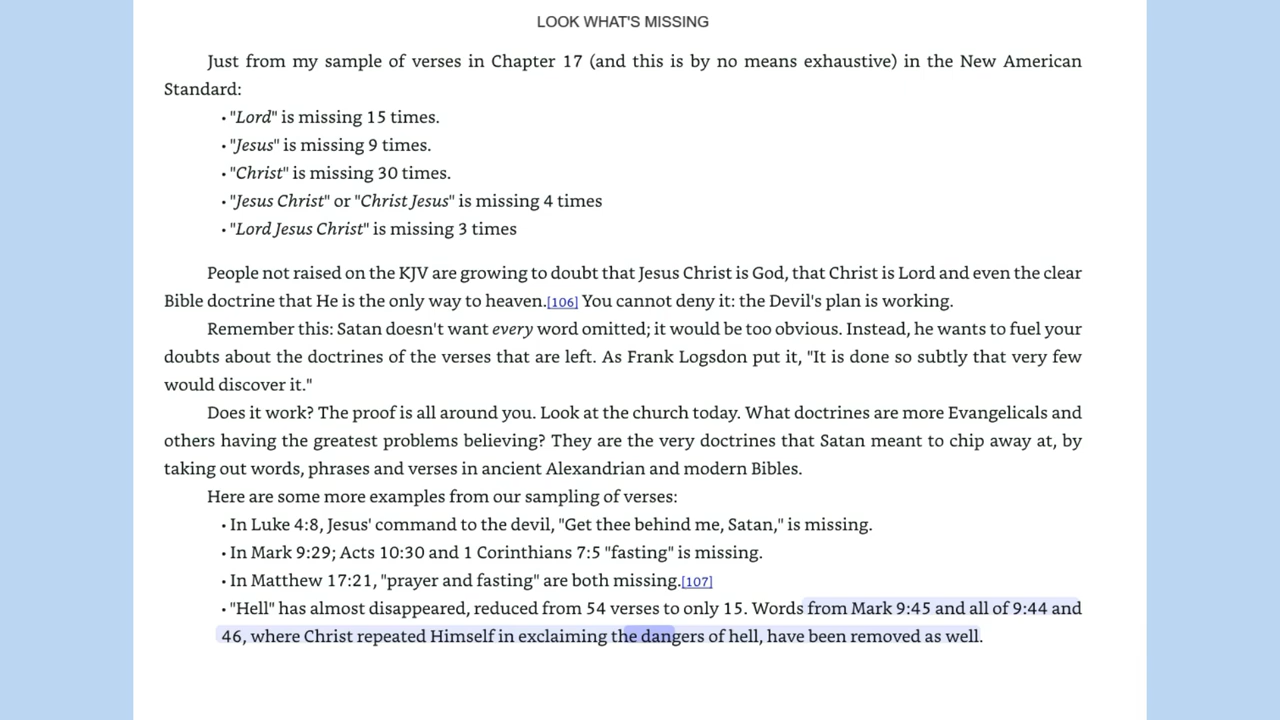 LOOK WHAT'S MISSING
Just from my sample of verses in Chapter 17 (and this is by no means exhaustive) in the New American
Standard:
• "Lord" is missing 15 times.
• "Jesus" is missing 9 times.
• "Christ" is missing 30 times.
• "Jesus Christ" or "Christ Jesus" is missing 4 times
• "Lord Jesus Christ" is missing 3 times
People not raised on the KJV are growing to doubt that Jesus Christ is God, that Christ is Lord and even the clear
Bible doctrine that He is the only way to heaven.[106] You cannot deny it: the Devil's plan is working.
Remember this: Satan doesn't want every word omitted; it would be too obvious. Instead, he wants to fuel your
doubts about the doctrines of the verses that are left. As Frank Logsdon put it, "It is done so subtly that very few
would discover it."
Does it work? The proof is all around you. Look at the church today. What doctrines are more Evangelicals and
others having the greatest problems believing? They are the very doctrines that Satan meant to chip away at, by
taking out words, phrases and verses in ancient Alexandrian and modern Bibles.
Here are some more examples from our sampling of verses:
• In Luke 4:8, Jesus' command to the devil, "Get thee behind me, Satan," is missing.
• In Mark 9:29; Acts 10:30 and 1 Corinthians 7:5 "fasting" is missing.
• In Matthew 17:21, "prayer and fasting" are both missing.[107]
• "Hell" has almost disappeared, reduced from 54 verses to only 15. Words from Mark 9:45 and all of 9:44 and
46, where Christ repeated Himself in exclaiming the dangers of hell, have been removed as well.